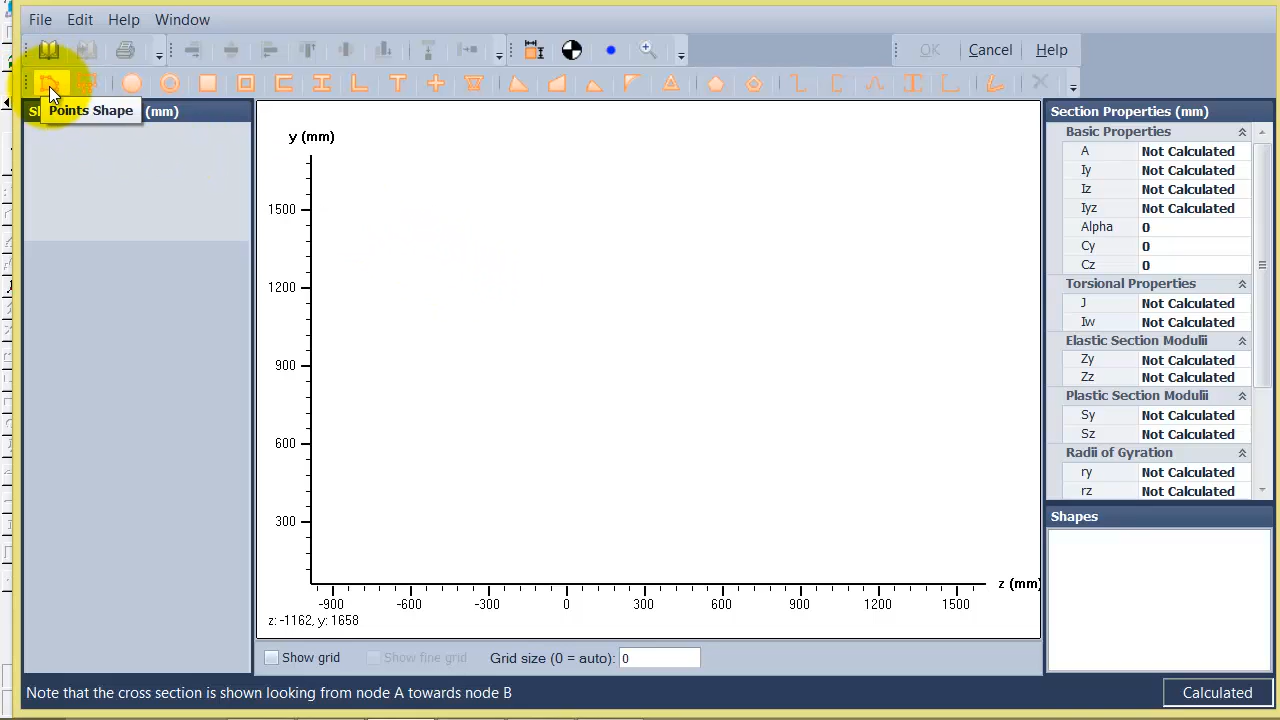 File Edit Help Window
OK Cancel Help
Points Shape (mm)
y (mm)
1500
1200
900
600
300
-900 -600 -300 0 300 600 900 1200 1500
z (mm)
z: -1162, y: 1658
Show grid Show fine grid Grid size (0 = auto): 0
Section Properties (mm)
Basic Properties
A Not Calculated
Iy Not Calculated
Iz Not Calculated
Iyz Not Calculated
Alpha 0
Cy 0
Cz 0
Torsional Properties
J Not Calculated
Iw Not Calculated
Elastic Section Modulii
Zy Not Calculated
Zz Not Calculated
Plastic Section Modulii
Sy Not Calculated
Sz Not Calculated
Radii of Gyration
ry Not Calculated
rz Not Calculated
Shapes
Note that the cross section is shown looking from node A towards node B
Calculated